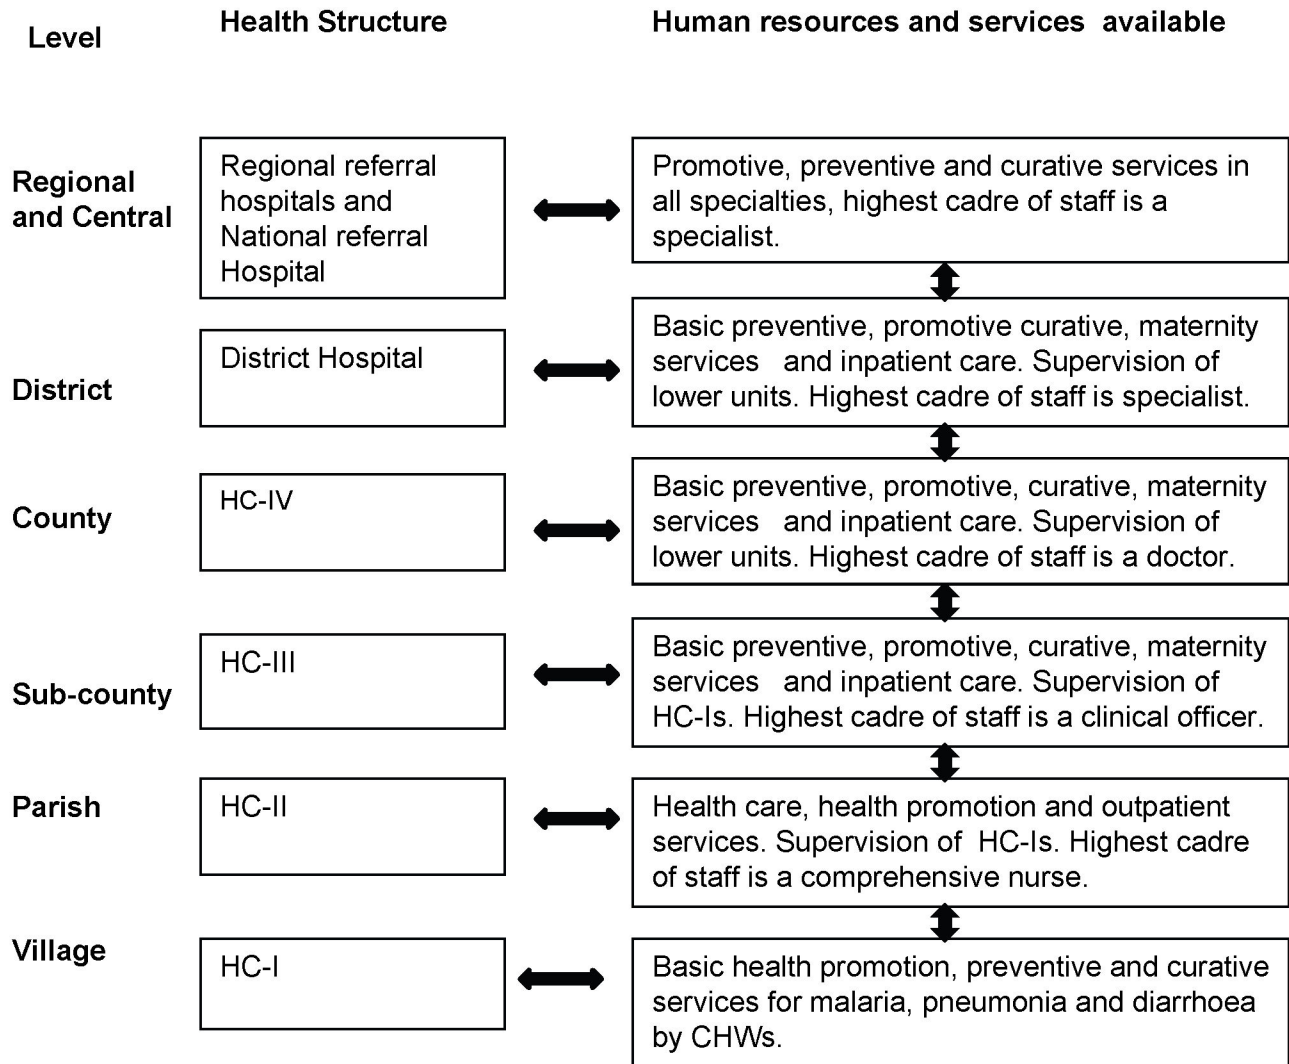 Level
Health Structure
Human resources and services  available
Regional
and Central
Regional referral
hospitals and
National referral
Hospital
Promotive, preventive and curative services in
all specialties, highest cadre of staff is a
specialist.
District
District Hospital
Basic preventive, promotive curative, maternity
services   and inpatient care. Supervision of
lower units. Highest cadre of staff is specialist.
County
HC-IV
Basic preventive, promotive, curative, maternity
services   and inpatient care. Supervision of
lower units. Highest cadre of staff is a doctor.
Sub-county
HC-III
Basic preventive, promotive, curative, maternity
services   and inpatient care. Supervision of
HC-Is. Highest cadre of staff is a clinical officer.
Parish
HC-II
Health care, health promotion and outpatient
services. Supervision of  HC-Is. Highest cadre
of staff is a comprehensive nurse.
Village
HC-I
Basic health promotion, preventive and curative
services for malaria, pneumonia and diarrhoea
by CHWs.